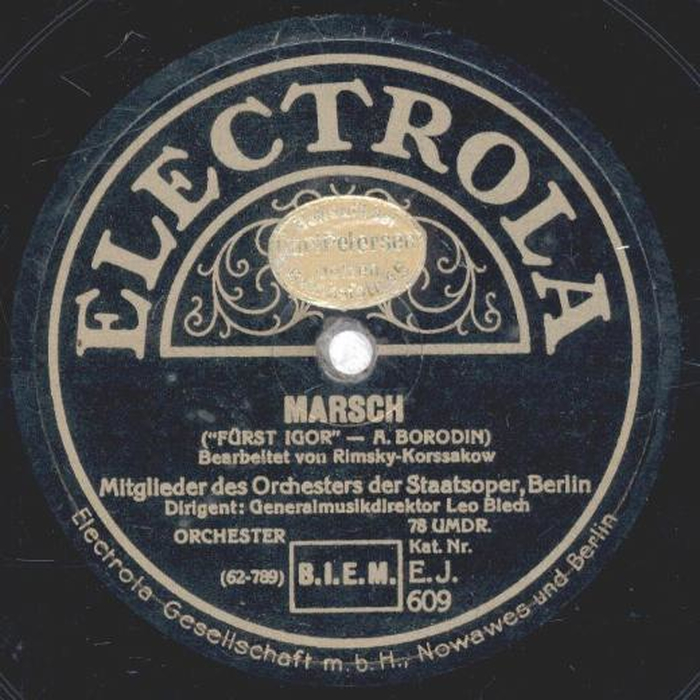 ELECTROLA
Petersen
MARSCH
("FÜRST IGOR" — A. BORODIN)
Bearbeitet von Rimsky-Korssakow
Mitglieder des Orchesters der Staatsoper, Berlin
Dirigent: Generalmusikdirektor Leo Blech
ORCHESTER
78 UMDR.
Kat. Nr.
(62-789)
B.I.E.M.
E.J.
609
Electrola Gesellschaft m.b.H., Nowawes und Berlin